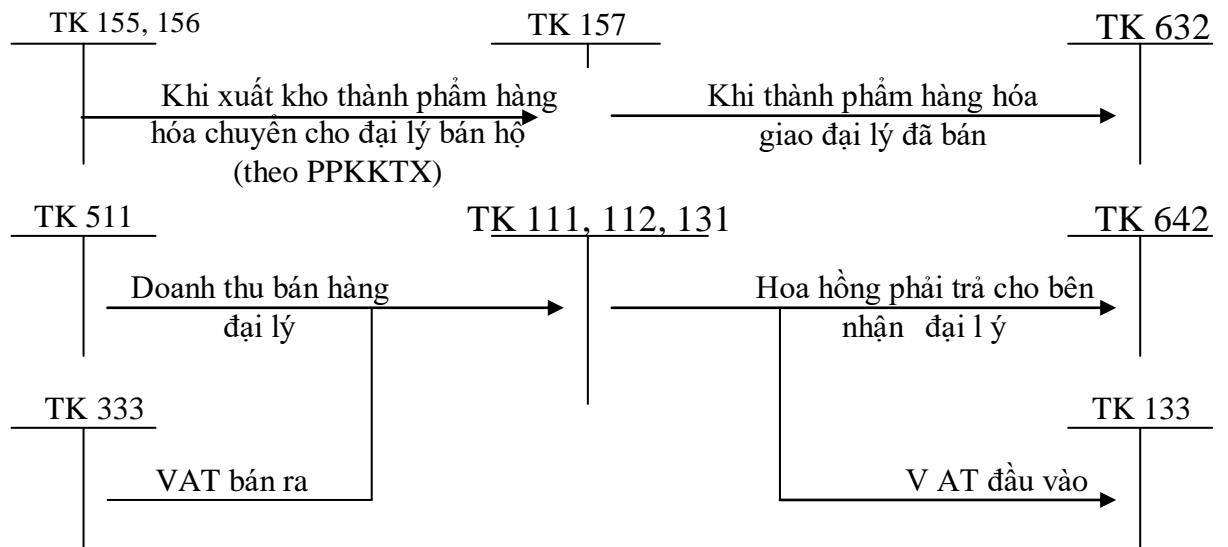 TK 155, 156
TK 157
TK 632
Khi xuất kho thành phẩm hàng
hóa chuyển cho đại lý bán hộ
(theo PPKKTX)
Khi thành phẩm hàng hóa
giao đại lý đã bán
TK 511
TK 111, 112, 131
TK 642
Doanh thu bán hàng
đại lý
Hoa hồng phải trả cho bên
nhận đại l ý
TK 333
TK 133
VAT bán ra
V AT đầu vào